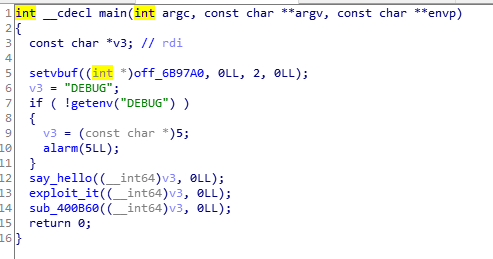 1 int __cdecl main(int argc, const char **argv, const char **envp)
2 {
3 const char *v3; // rdi
4
5 setvbuf((int *)off_6B97A0, 0LL, 2, 0LL);
6 v3 = "DEBUG";
7 if ( !getenv("DEBUG") )
8 {
9 v3 = (const char *)5;
10 alarm(5LL);
11 }
12 say_hello((__int64)v3, 0LL);
13 exploit_it((__int64)v3, 0LL);
14 sub_400B60((__int64)v3, 0LL);
15 return 0;
16 }